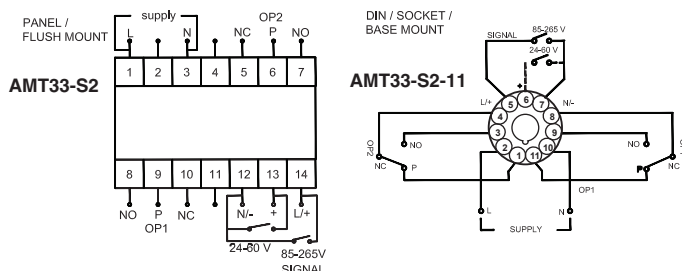 PANEL /
FLUSH MOUNT
supply
L N
OP2
NC P NO
1 2 3 4 5 6 7
AMT33-S2
8 9 10 11 12 13 14
NO P NC N/- + L/+
OP1
24-60 V
85-265V
SIGNAL
DIN / SOCKET /
BASE MOUNT
85-265 V
SIGNAL
24-60 V
AMT33-S2-11
+
L/+ N/-
5 6 7
4 8
3 9
2 10
1 11
NO NO
OP2
NC P P NC
OP1
L N
SUPPLY